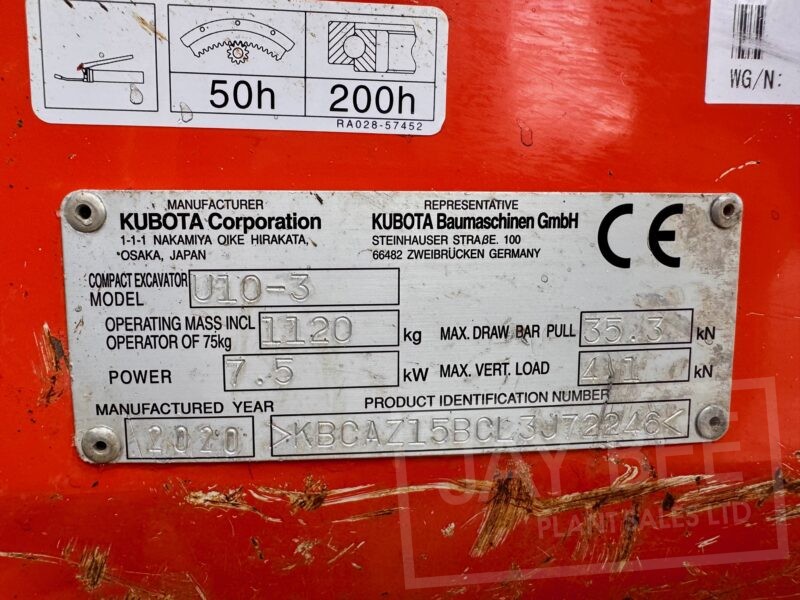 50h
200h
RA028-57452
WG/N:
MANUFACTURER
KUBOTA Corporation
1-1-1 NAKAMIYA OIKE HIRAKATA,
*OSAKA, JAPAN
REPRESENTATIVE
KUBOTA Baumaschinen GmbH
STEINHAUSER STRAßE. 100
66482 ZWEIBRÜCKEN GERMANY
CE
COMPACT EXCAVATOR
MODEL
U10-3
OPERATING MASS INCL
OPERATOR OF 75kg
1120 kg
MAX. DRAW BAR PULL 35.3 kN
POWER 7.5 kW
MAX. VERT. LOAD 4.1 kN
MANUFACTURED YEAR
2020
PRODUCT IDENTIFICATION NUMBER
>KBCAZ15BCL3J72246<
JAY BEE
PLANTSALES LTD